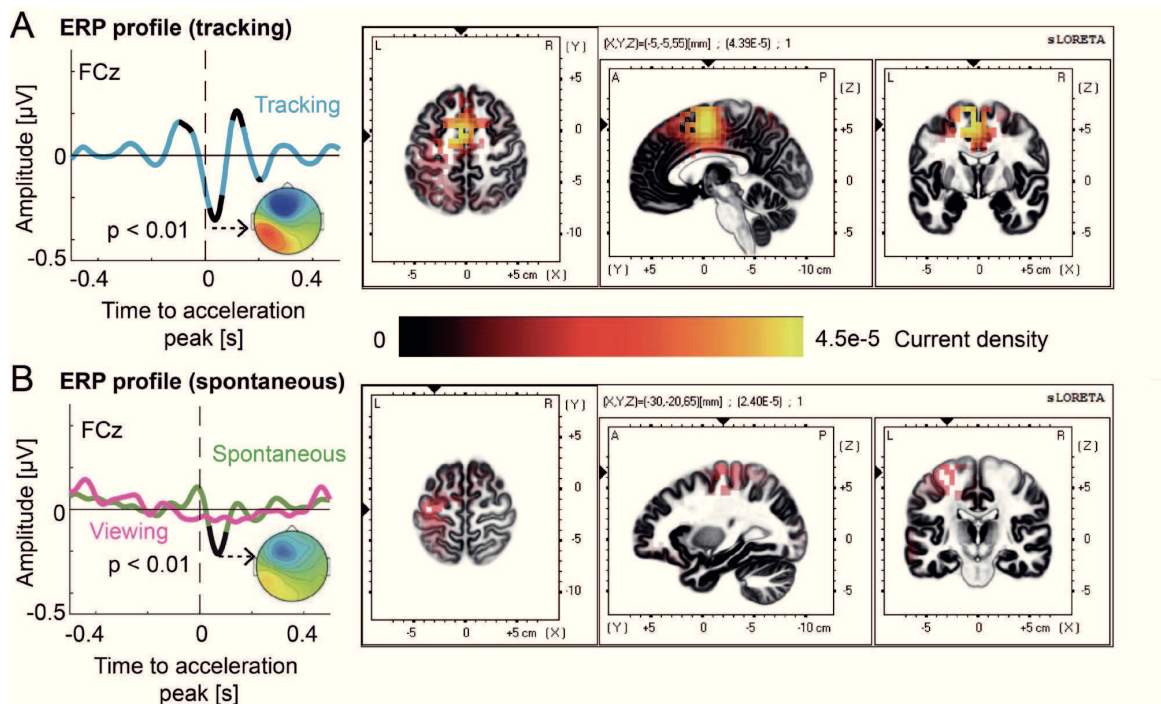 A ERP profile (tracking)
FCz
Tracking
Amplitude [µV]
0
p < 0.01
-0.5
-0.4 0 0.4
Time to acceleration
peak [s]
(X,Y,Z)=(-5,-5,55)[mm] ; (4.39E-5) ; 1
sLORETA
L R (Y)
+5
0
-5
-10
-5 0 +5 cm (X)
A P (Z)
+5
0
-5
(Y) +5 0 -5 -10 cm
L R (Z)
+5
0
-5
-5 0 +5 cm (X)
0 4.5e-5 Current density
B ERP profile (spontaneous)
FCz
Spontaneous
Amplitude [µV]
0
Viewing
p < 0.01
-0.5
-0.4 0 0.4
Time to acceleration
peak [s]
(X,Y,Z)=(-30,-20,65)[mm] ; (2.40E-5) ; 1
sLORETA
L R (Y)
+5
0
-5
-10
-5 0 +5 cm (X)
A P (Z)
+5
0
-5
(Y) +5 0 -5 -10 cm
L R (Z)
+5
0
-5
-5 0 +5 cm (X)